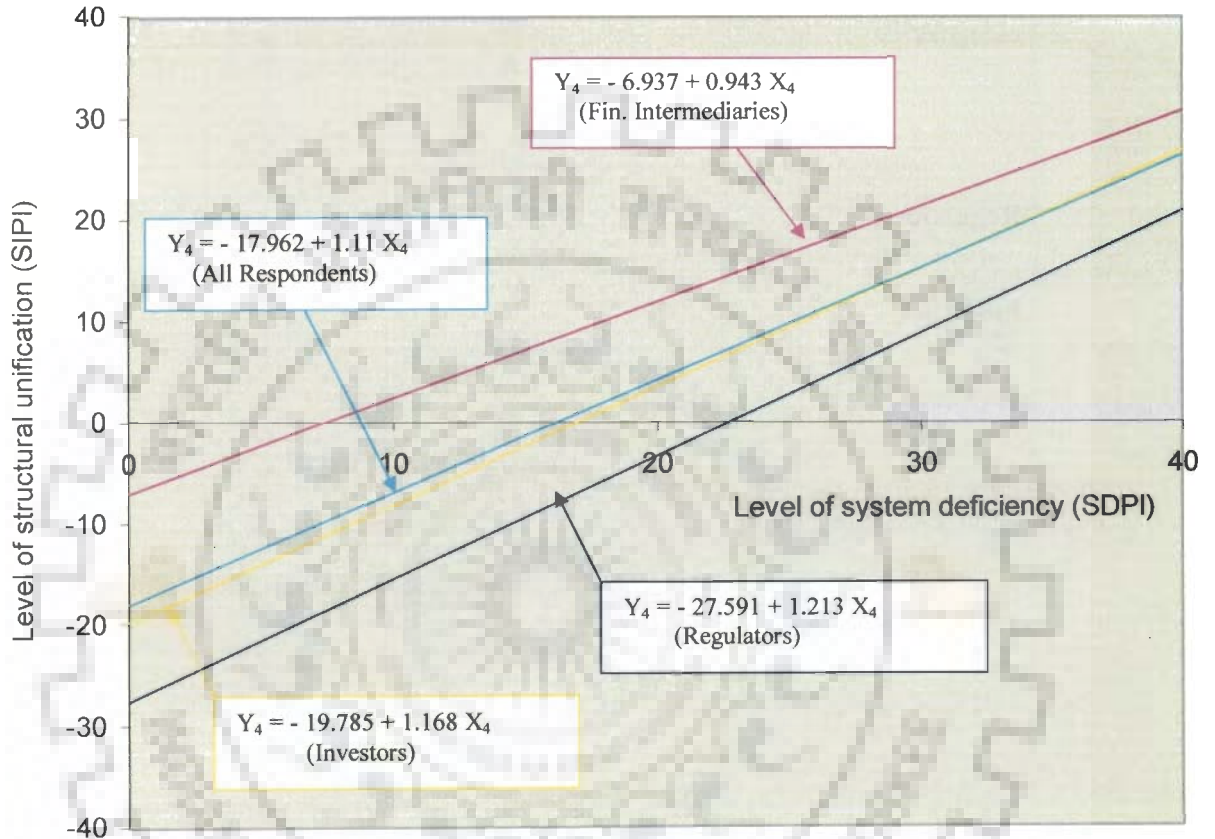 40
30
20
10
0
-10
-20
-30
-40
Level of structural unification (SIPI)
Y₄ = - 6.937 + 0.943 X₄
(Fin. Intermediaries)
Y₄ = - 17.962 + 1.11 X₄
(All Respondents)
0
10
20
30
40
Level of system deficiency (SDPI)
Y₄ = - 27.591 + 1.213 X₄
(Regulators)
Y₄ = - 19.785 + 1.168 X₄
(Investors)